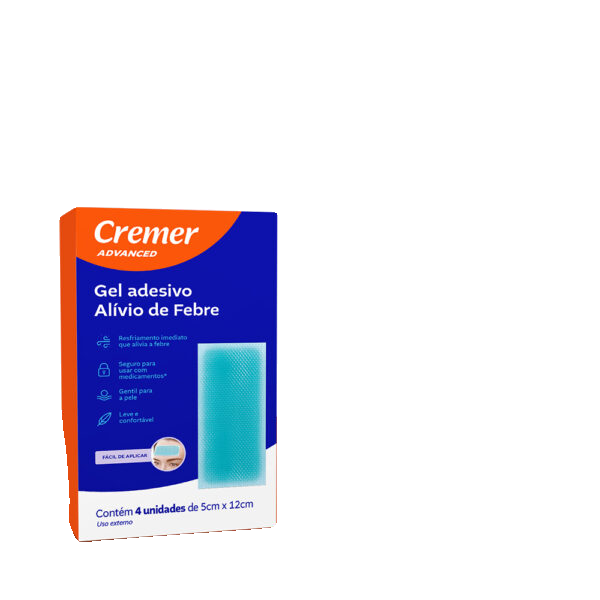 Cremer
ADVANCED
Gel adesivo
Alívio de Febre
Resfriamento imediato
que alivia a febre
Seguro para
usar com
medicamentos*
Gentil para
a pele
Leve e
confortável
FÁCIL DE APLICAR
Contém 4 unidades de 5cm x 12cm
Uso externo